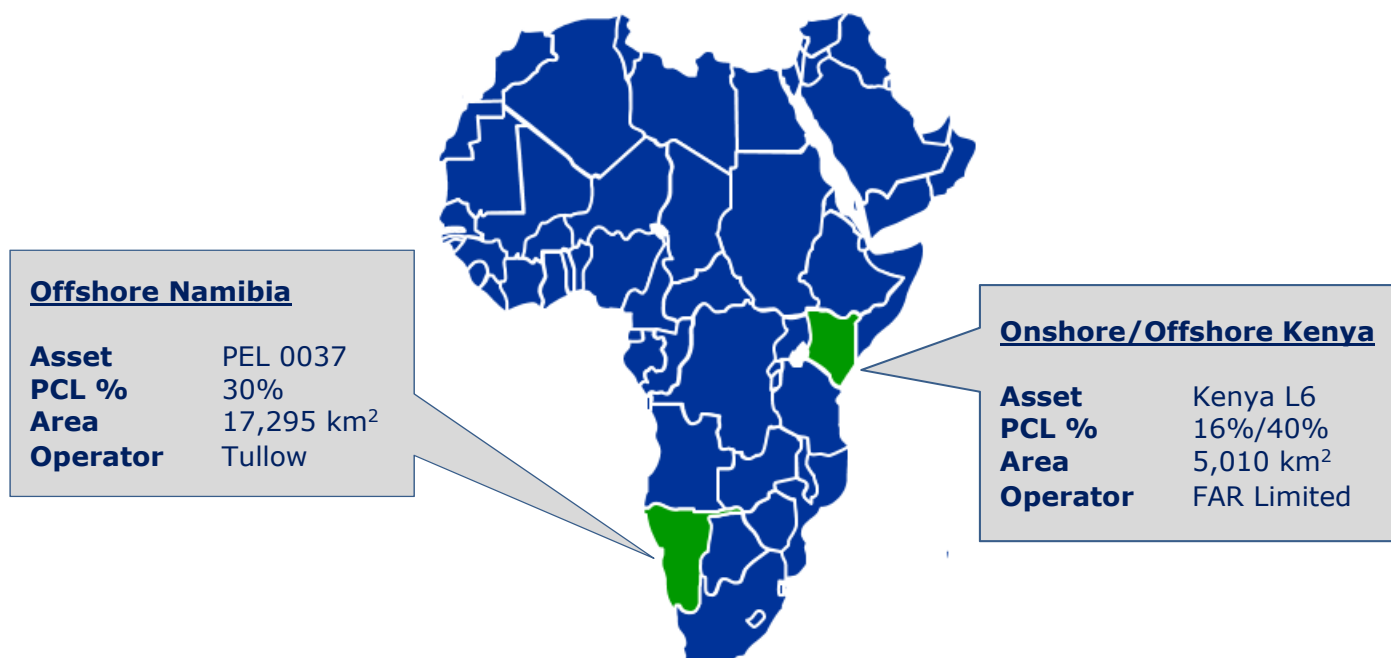 Offshore Namibia
Asset PEL 0037
PCL % 30%
Area 17,295 km²
Operator Tullow
Onshore/Offshore Kenya
Asset Kenya L6
PCL % 16%/40%
Area 5,010 km²
Operator FAR Limited